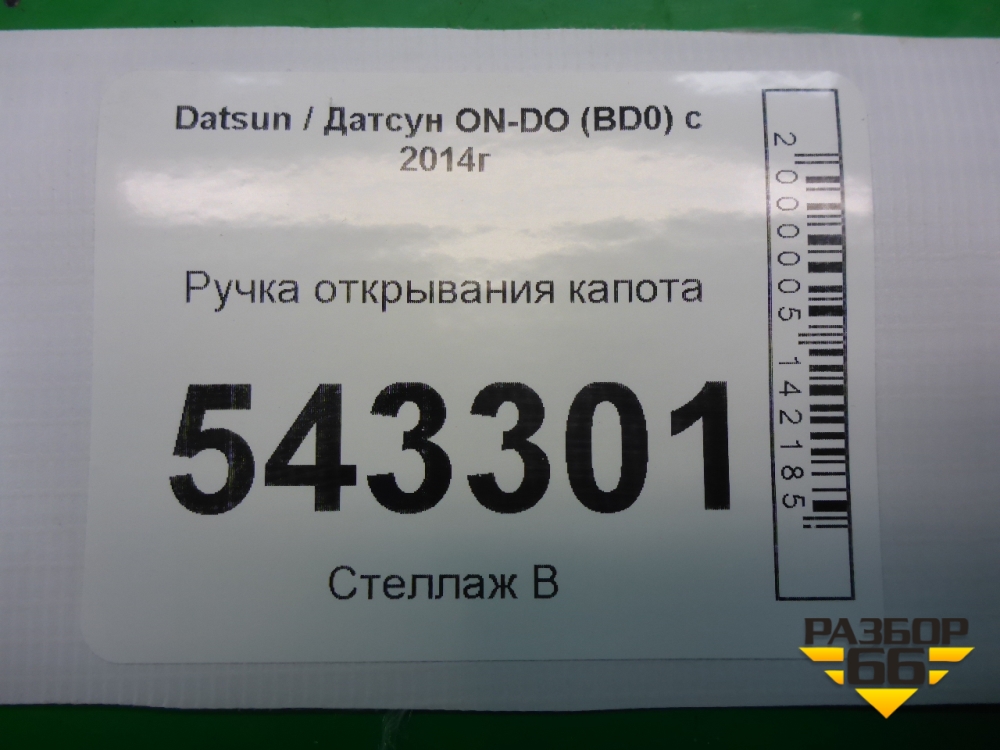 Datsun / Датсун ON-DO (BD0) с
2014г
Ручка открывания капота
543301
Стеллаж В
2000005142185
РАЗБОР
66